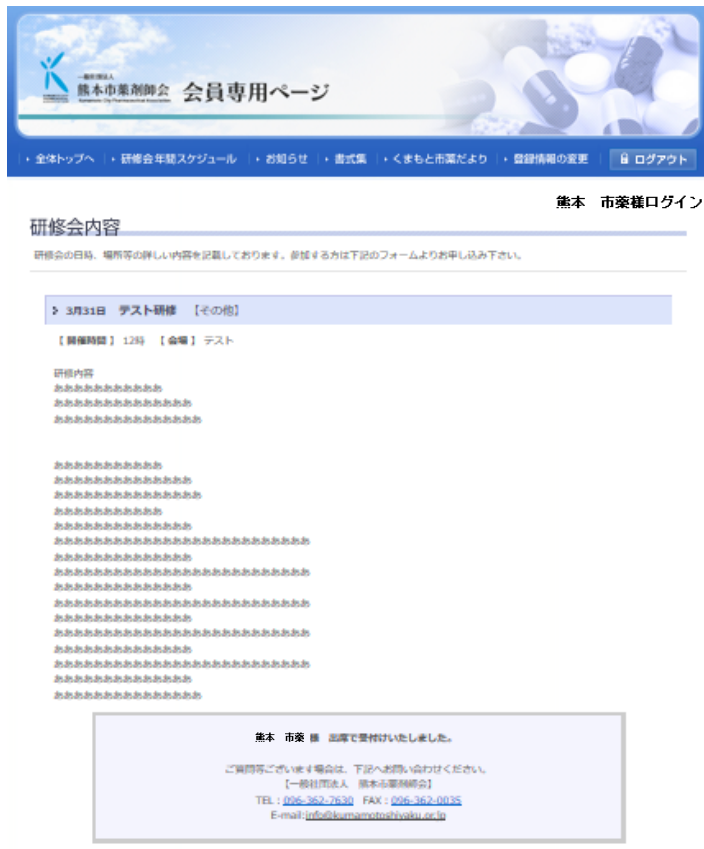 一般社団法人
熊本市薬剤師会 会員専用ページ
全体トップへ 研修会年間スケジュール お知らせ 書式集 くまもと市薬だより 登録情報の変更 ログアウト
熊本 市薬様ログイン
研修会内容
研修会の日時、場所等の詳しい内容を記載しております。参加する方は下記のフォームよりお申し込み下さい。
3月31日 テスト研修 【その他】
【 開催時間 】 12時 【 会場 】 テスト
研修内容
あああああああああああ
ああああああああああああああ
あああああああああああああああ
あああああああああああ
ああああああああああああああ
あああああああああああああああ
あああああああああああ
ああああああああああああああ
ああああああああああああああああああああああああああ
ああああああああああああああ
ああああああああああああああああああああああああああ
ああああああああああああああ
ああああああああああああああああああああああああああ
ああああああああああああああ
ああああああああああああああああああああああああああ
ああああああああああああああ
ああああああああああああああああああああああああああ
ああああああああああああああ
あああああああああああああああ
熊本 市薬 様 出席で受付けいたしました。
ご質問等ございます場合は、下記へお問い合わせください。
【一般社団法人 熊本市薬剤師会】
TEL：096-362-7630 FAX：096-362-0035
E-mail:info@kumamotoshiyaku.or.jp